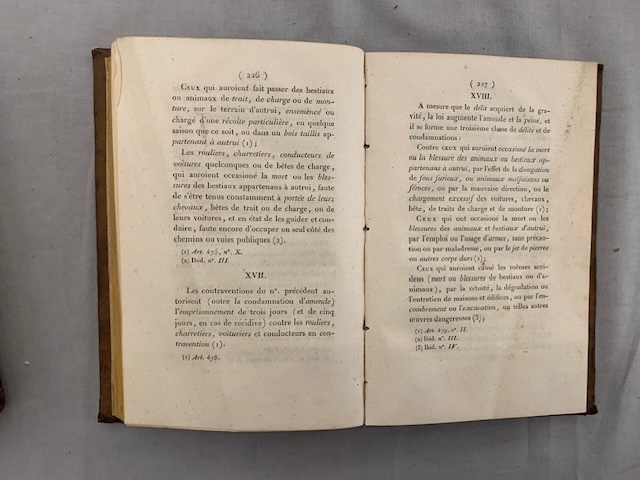 ( 226 )
CEUX qui auroient fait passer des bestiaux
ou animaux de trait, de charge ou de mon-
ture, sur le terrain d'autrui, ensemencé ou
chargé d'une récolte particulière, en quelque
saison que ce soit, ou dans un bois taillis ap-
partenant à autrui (1) ;
Les rouliers, charretiers, conducteurs de
voitures quelconques ou de bêtes de charge,
qui auroient occasioné la mort ou les bles-
sures des bestiaux appartenans à autrui, faute
de s'être tenus constamment à portée de leurs
chevaux, bêtes de trait ou de charge, ou de
leurs voitures, et en état de les guider et con-
duire, faute encore d'occuper un seul côté des
chemins ou voies publiques (2).
(1) Art. 475, n°. X.
(2) Ibid. n°. III.
XVII.
Les contraventions du n°. précédent au-
torisent (outre la condamnation d'amende)
l'emprisonnement de trois jours (et de cinq
jours, en cas de récidive) contre les rouliers,
charretiers, voituriers et conducteurs en con-
travention (1).
(1) Art. 476.
( 227 )
XVIII.
A mesure que le délit acquiert de la gra-
vité, la loi augmente l'amende et la peine, et
il se forme une troisième classe de délits et de
condamnations :
Contre CEUX qui auroient occasioné la mort
ou la blessure des animaux ou bestiaux ap-
partenant à autrui, par l'effet de la divagation
de fous furieux, ou animaux malfaisans ou
féroces, ou par la mauvaise direction, ou le
chargement excessif des voitures, chevaux,
bête, de traits de charge et de monture (1) ;
CEUX qui ont occasioné la mort ou les
blessures des animaux et bestiaux d'autrui,
par l'emploi ou l'usage d'armes, sans précau-
tion ou par maladresse, ou par le jet de pierres
ou autres corps durs (2) ;
CEUX qui auroient causé les mêmes acci-
dens (mort ou blessures de bestiaux ou d'a-
nimaux), par la vétusté, la dégradation ou
l'entretien de maisons et édifices, ou par l'en-
combrement ou l'excavation, ou telles autres
œuvres dangereuses (3) ;
(1) Art. 479, n°. II.
(2) Ibid. n°. III.
(3) Ibid. n°. IV.